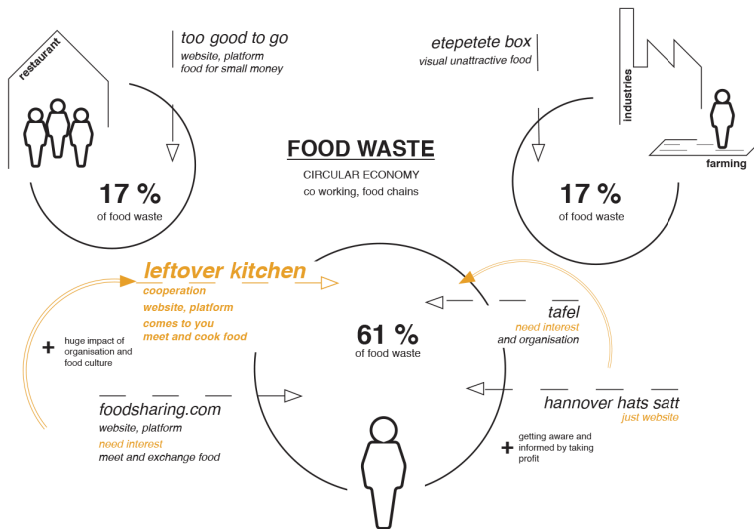 restaurant
too good to go
website, platform
food for small money
etepetete box
visual unattractive food
industries
farming
FOOD WASTE
CIRCULAR ECONOMY
co working, food chains
17 %
of food waste
17 %
of food waste
leftover kitchen
cooperation
website, platform
comes to you
meet and cook food
+
huge impact of
organisation and
food culture
61 %
of food waste
tafel
need interest
and organisation
foodsharing.com
website, platform
need interest
meet and exchange food
hannover hats satt
just website
+
getting aware and
informed by taking
profit